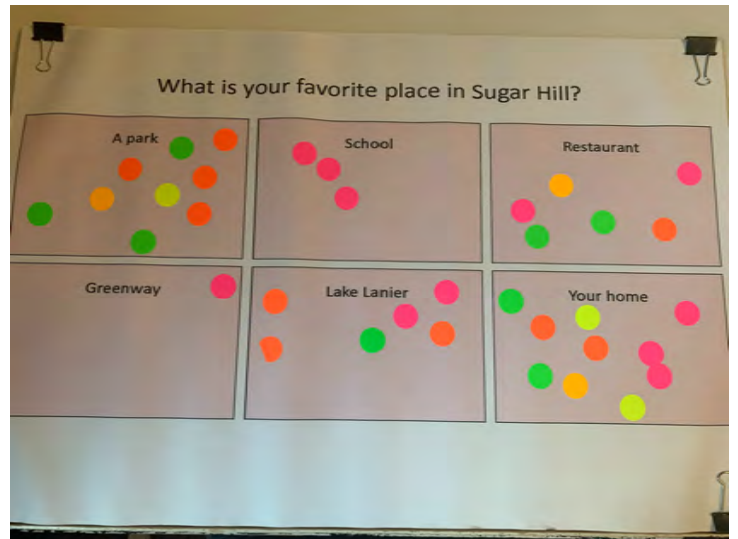 What is your favorite place in Sugar Hill?
A park
School
Restaurant
Greenway
Lake Lanier
Your home